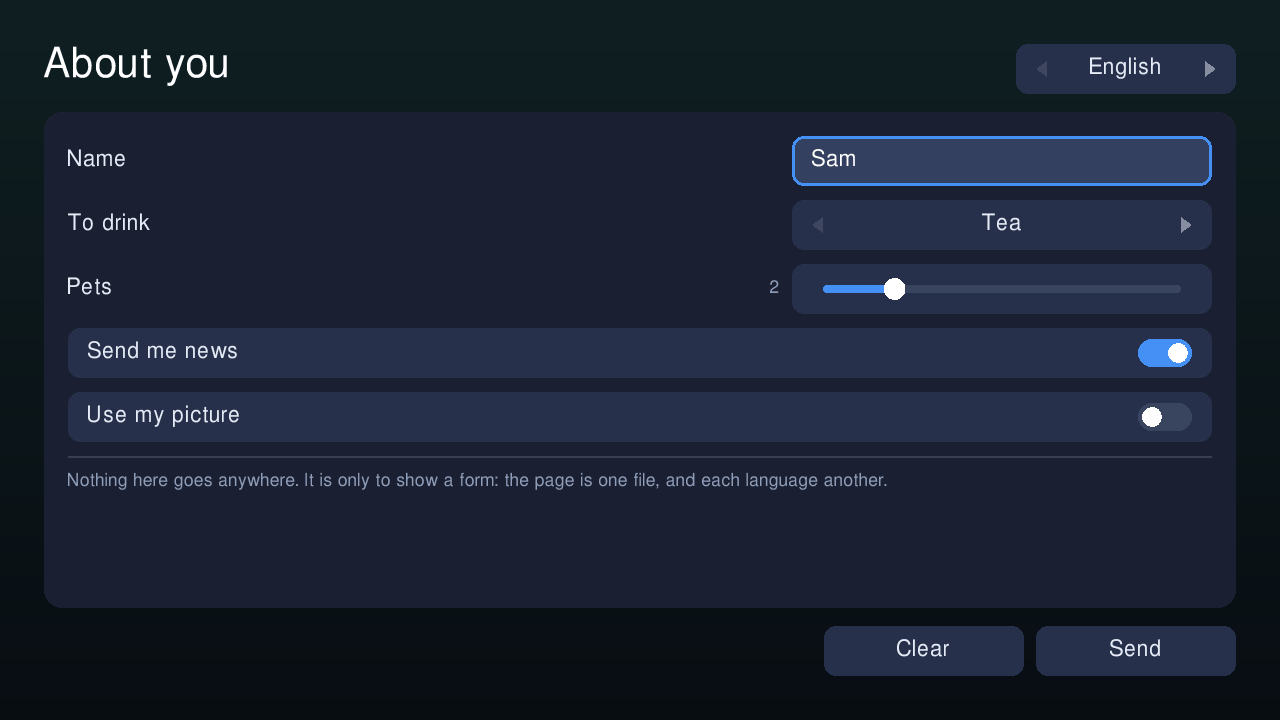 About you
English
Name
Sam
To drink
Tea
Pets
2
Send me news
Use my picture
Nothing here goes anywhere. It is only to show a form: the page is one file, and each language another.
Clear
Send